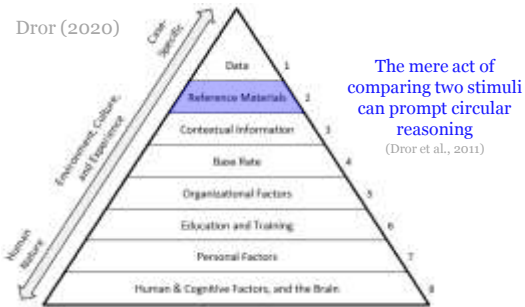 Dror (2020)
Case-
Specific
Environment, Culture,
and Experience
Human
Nature
Data 1
Reference Materials 2
Contextual Information 3
Base Rate 4
Organizational Factors 5
Education and Training 6
Personal Factors 7
Human & Cognitive Factors, and the Brain 8
The mere act of
comparing two stimuli
can prompt circular
reasoning
(Dror et al., 2011)